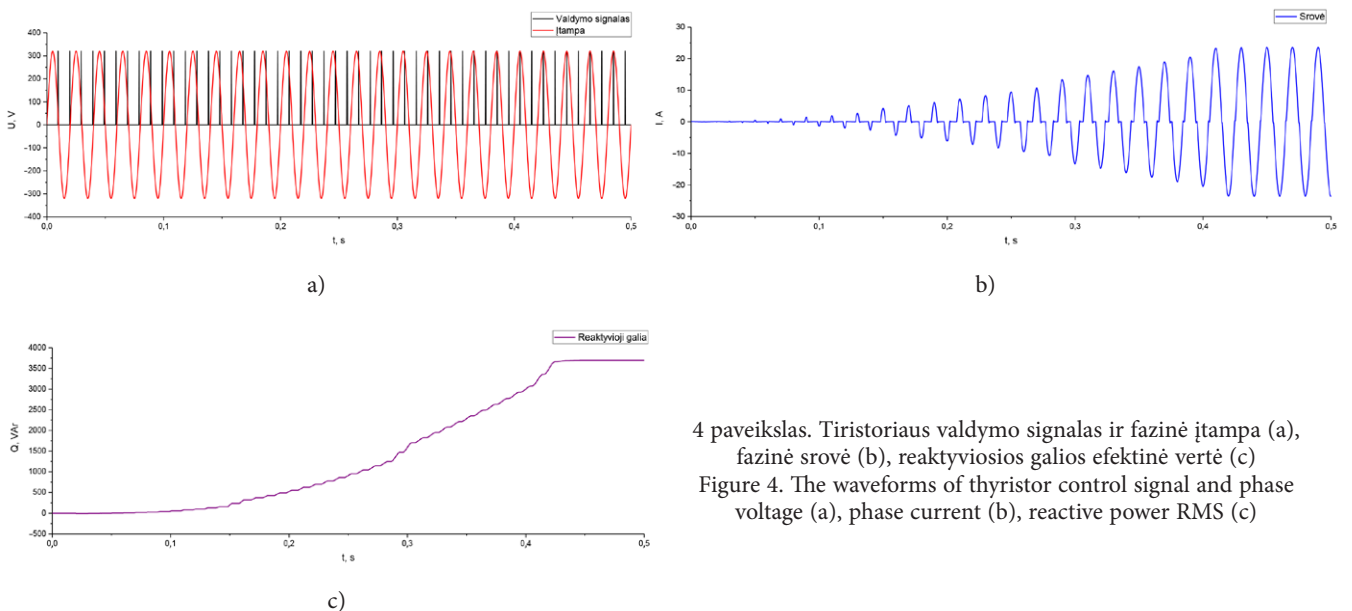 Valdymo signalas
Įtampa
400
300
200
100
0
-100
-200
-300
-400
U, V
0,0
0,1
0,2
0,3
0,4
0,5
t, s
a)
Srovė
30
20
10
0
-10
-20
-30
I, A
0,0
0,1
0,2
0,3
0,4
0,5
t, s
b)
Reaktyvioji galia
4000
3500
3000
2500
2000
1500
1000
500
0
-500
Q, VAr
0,0
0,1
0,2
0,3
0,4
0,5
t, s
c)
4 paveikslas. Tiristoriaus valdymo signalas ir fazinė įtampa (a),
fazinė srovė (b), reaktyviosios galios efektinė vertė (c)
Figure 4. The waveforms of thyristor control signal and phase
voltage (a), phase current (b), reactive power RMS (c)